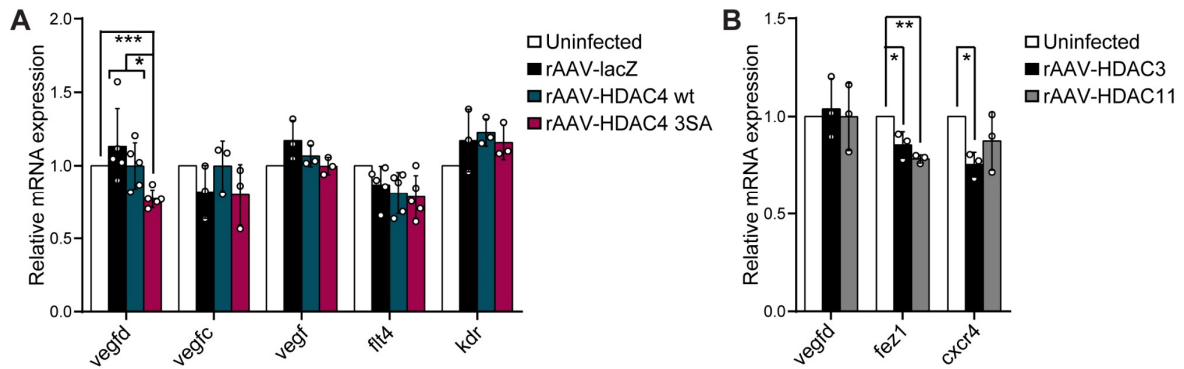 A
Relative mRNA expression
2.0
1.5
1.0
0.5
0.0
***
*
Uninfected
rAAV-lacZ
rAAV-HDAC4 wt
rAAV-HDAC4 3SA
vegfd
vegfc
vegf
flt4
kdr
B
Relative mRNA expression
1.5
1.0
0.5
0.0
**
*
*
Uninfected
rAAV-HDAC3
rAAV-HDAC11
vegfd
fez1
cxcr4